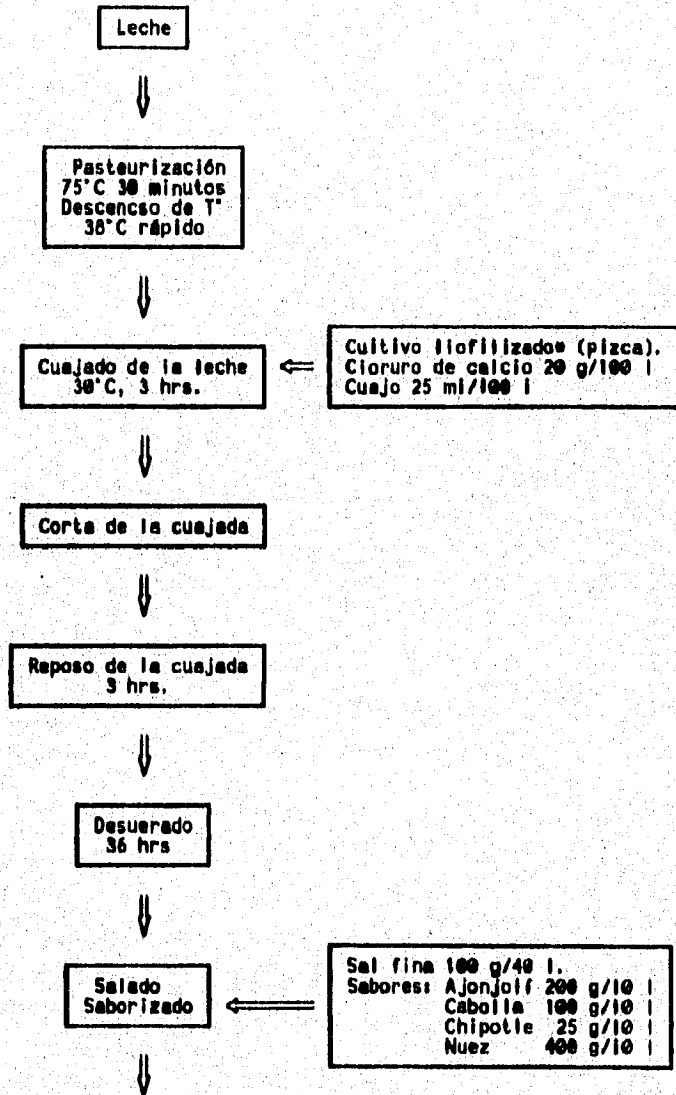 Leche
Pasteurización
75°C 30 minutos
Descencso de T°
38°C rápido
Cuajado de la leche
30°C, 3 hrs.
Cultivo liofilizado* (pizca).
Cloruro de calcio 20 g/100 l
Cuajo 25 ml/100 l
Corta de la cuajada
Reposo de la cuajada
3 hrs.
Desuerado
36 hrs
Salado
Saborizado
Sal fina 100 g/40 l.
Sabores: Ajonjolí 200 g/10 l
Cebolla 100 g/10 l
Chipotle 25 g/10 l
Nuez 400 g/10 l